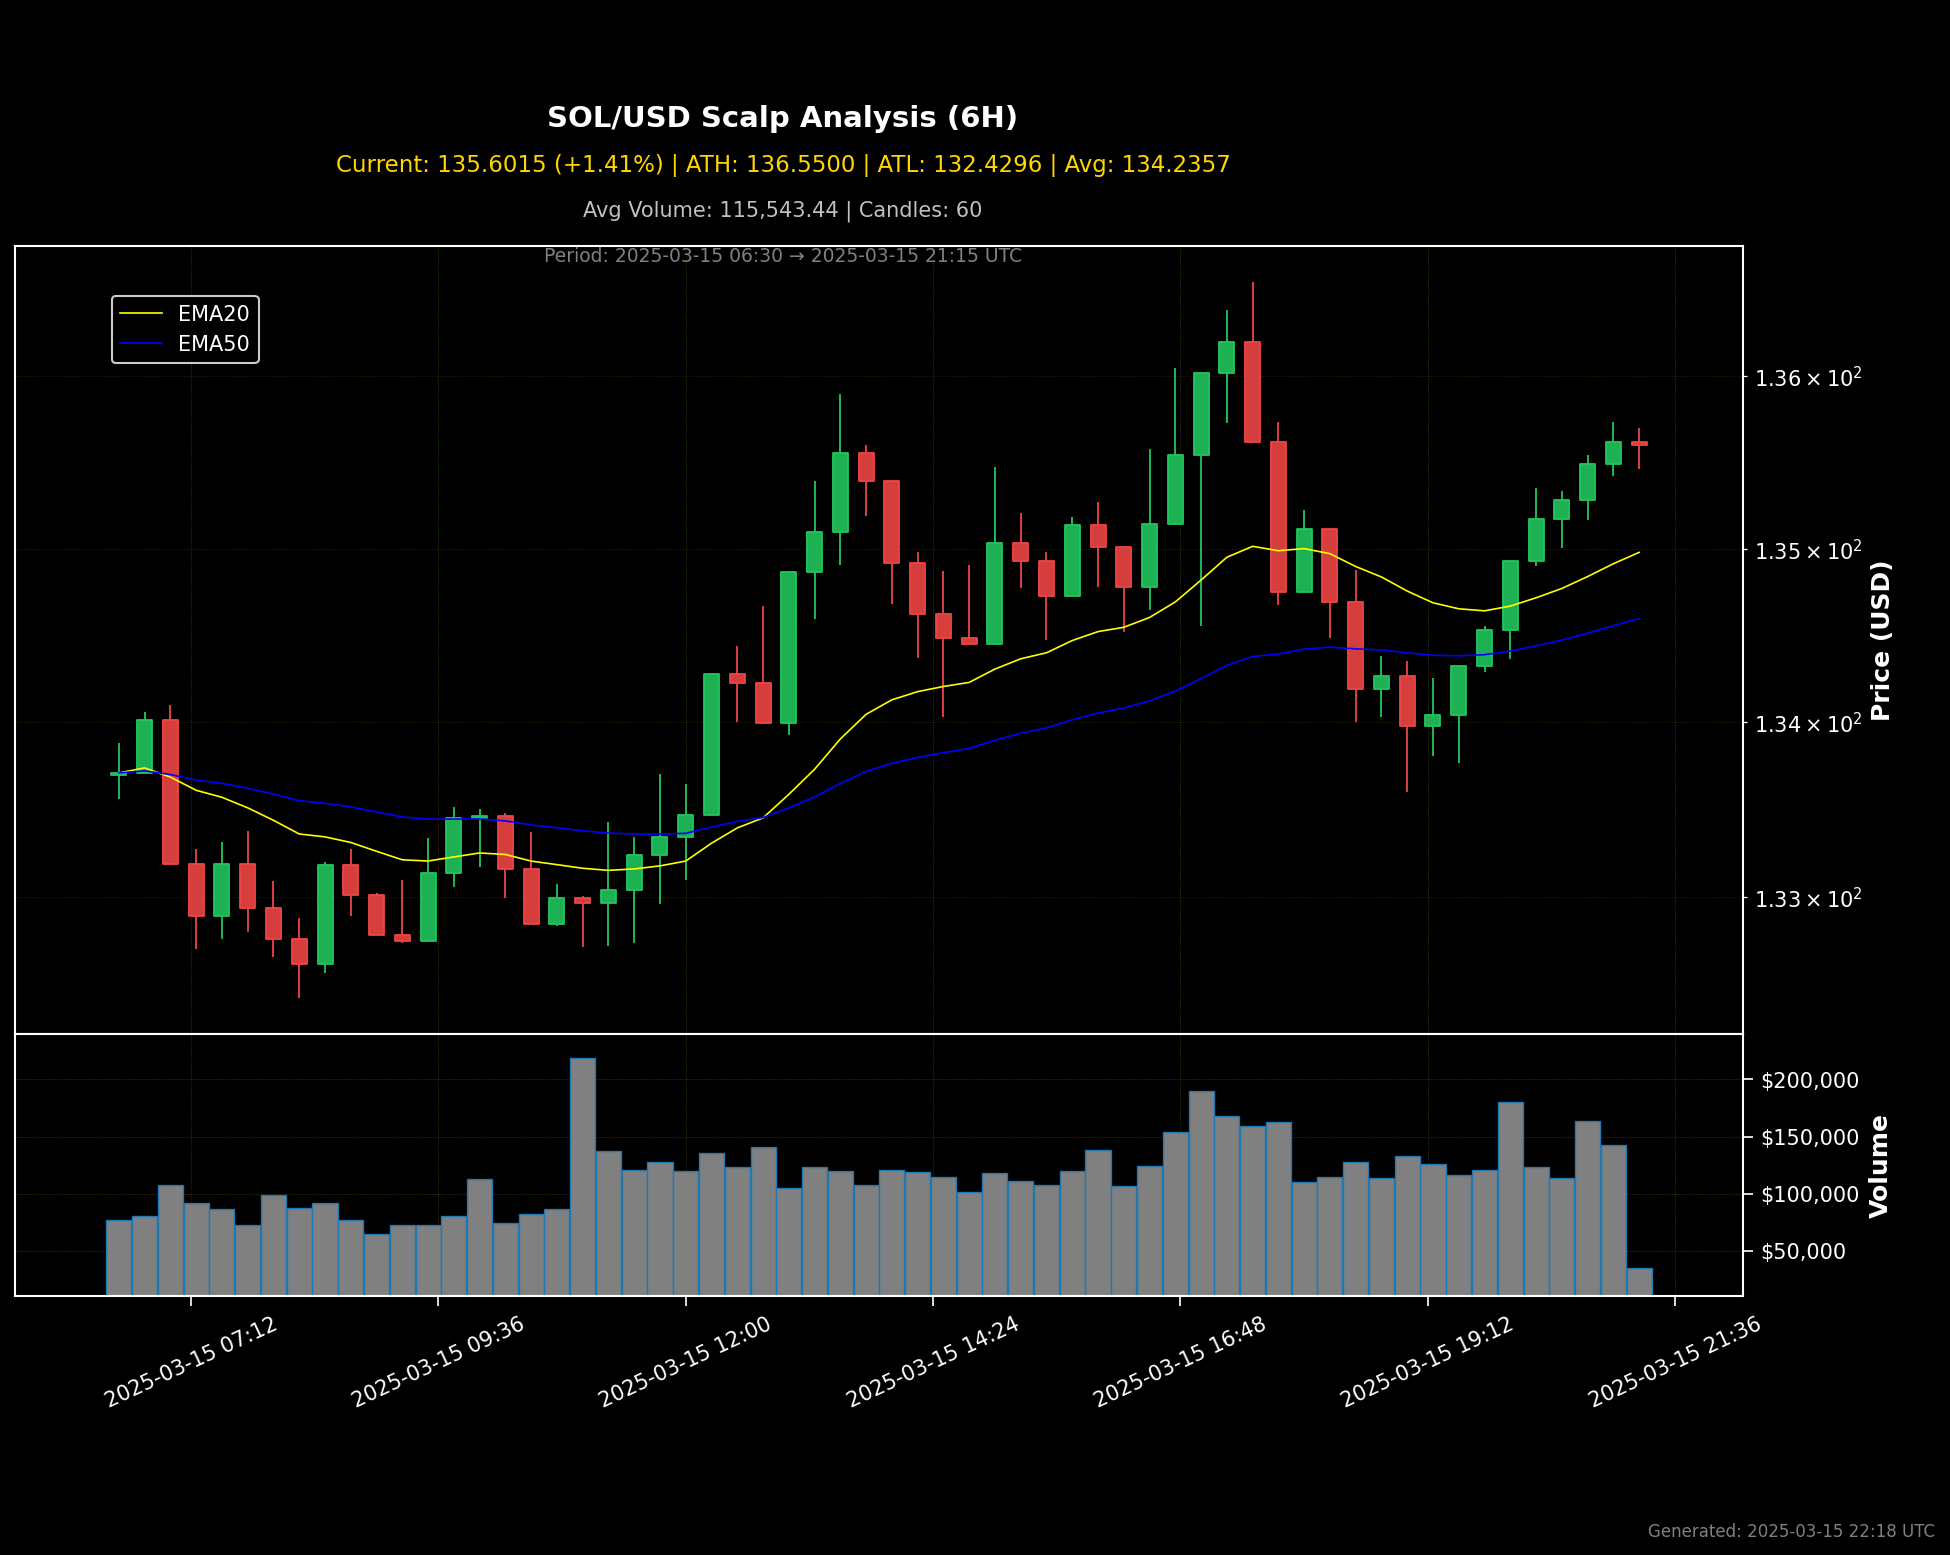 SOL/USD Scalp Analysis (6H)
Current: 135.6015 (+1.41%) | ATH: 136.5500 | ATL: 132.4296 | Avg: 134.2357
Avg Volume: 115,543.44 | Candles: 60
Period: 2025-03-15 06:30 → 2025-03-15 21:15 UTC
EMA20
EMA50
1.36 × 10²
1.35 × 10²
1.34 × 10²
1.33 × 10²
Price (USD)
$200,000
$150,000
$100,000
$50,000
Volume
2025-03-15 07:12
2025-03-15 09:36
2025-03-15 12:00
2025-03-15 14:24
2025-03-15 16:48
2025-03-15 19:12
2025-03-15 21:36
Generated: 2025-03-15 22:18 UTC